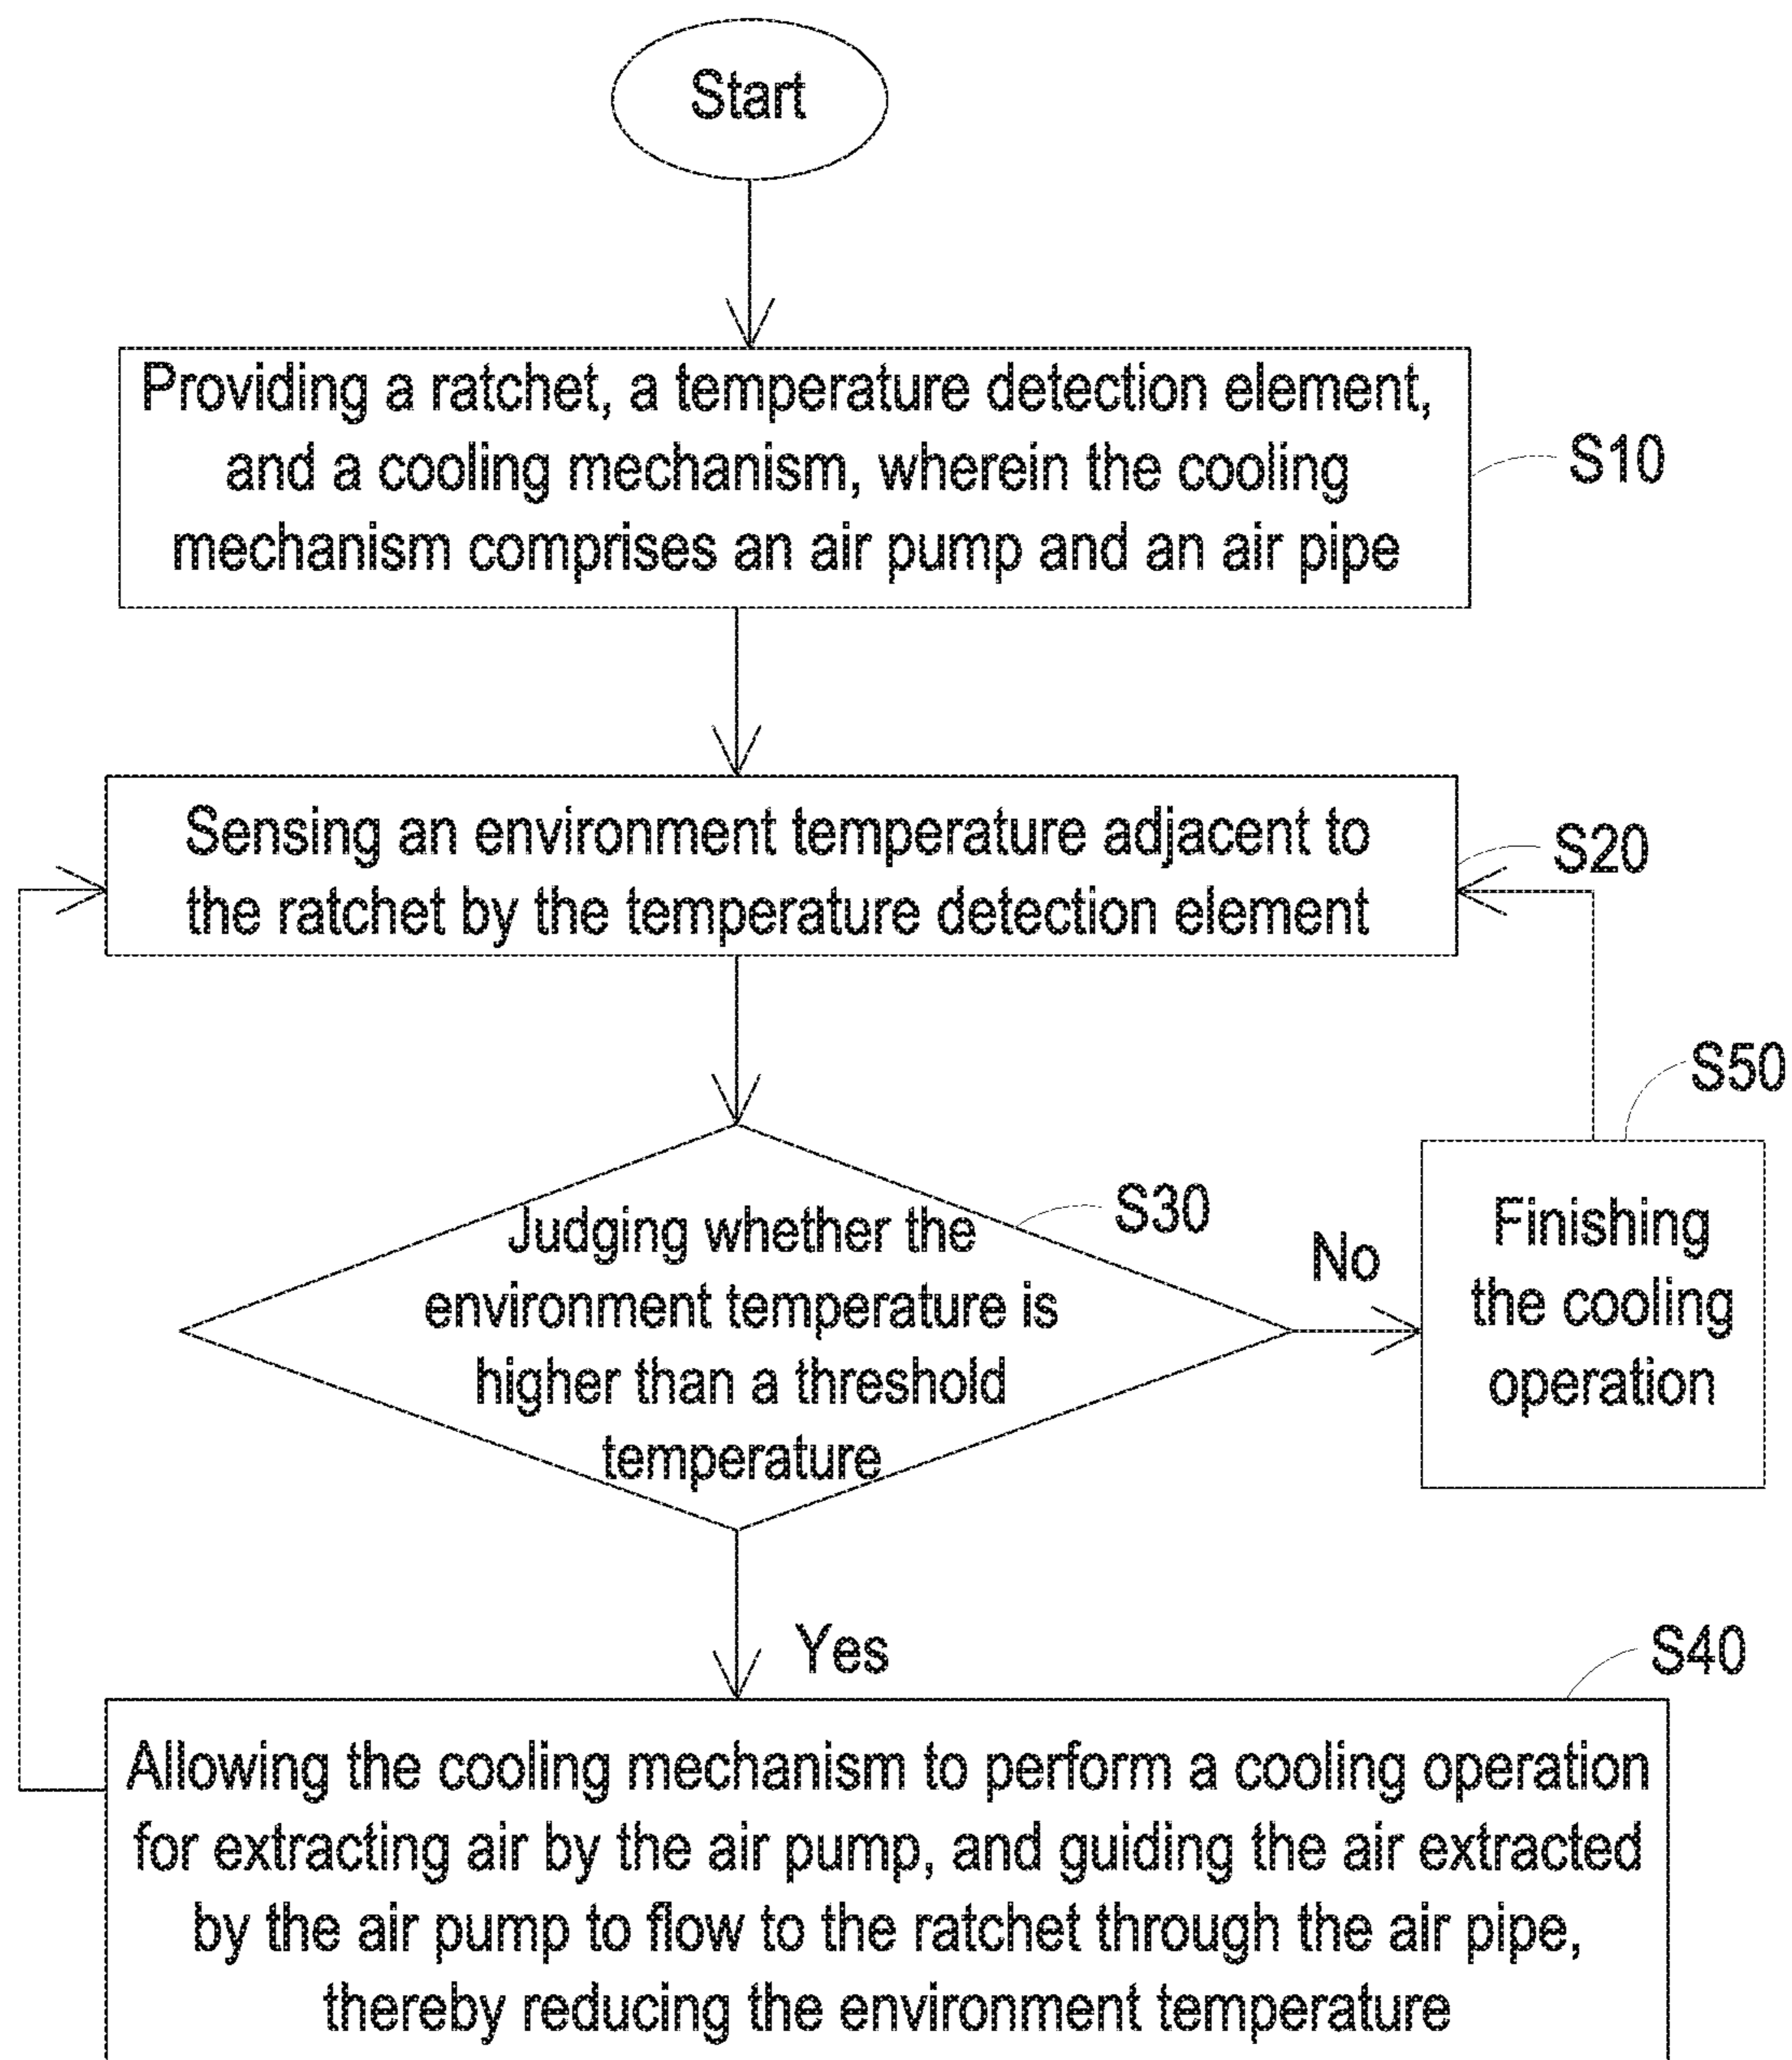 Start
Providing a ratchet, a temperature detection element,
and a cooling mechanism, wherein the cooling
mechanism comprises an air pump and an air pipe
S10
Sensing an environment temperature adjacent to
the ratchet by the temperature detection element
S20
Judging whether the
environment temperature is
higher than a threshold
temperature
S30
No
S50
Finishing
the cooling
operation
Yes
S40
Allowing the cooling mechanism to perform a cooling operation
for extracting air by the air pump, and guiding the air extracted
by the air pump to flow to the ratchet through the air pipe,
thereby reducing the environment temperature